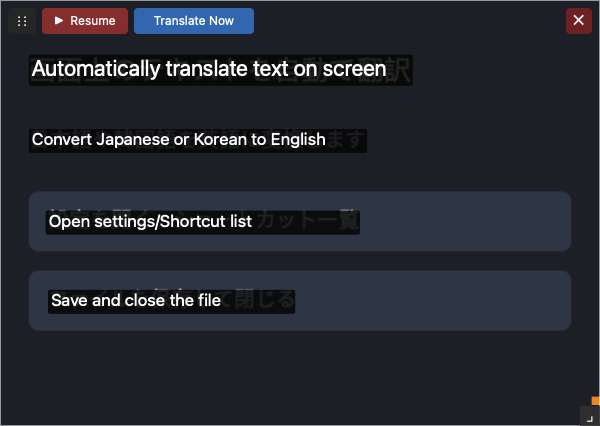 Resume
Translate Now
Automatically translate text on screen
Convert Japanese or Korean to English
Open settings/Shortcut list
Save and close the file